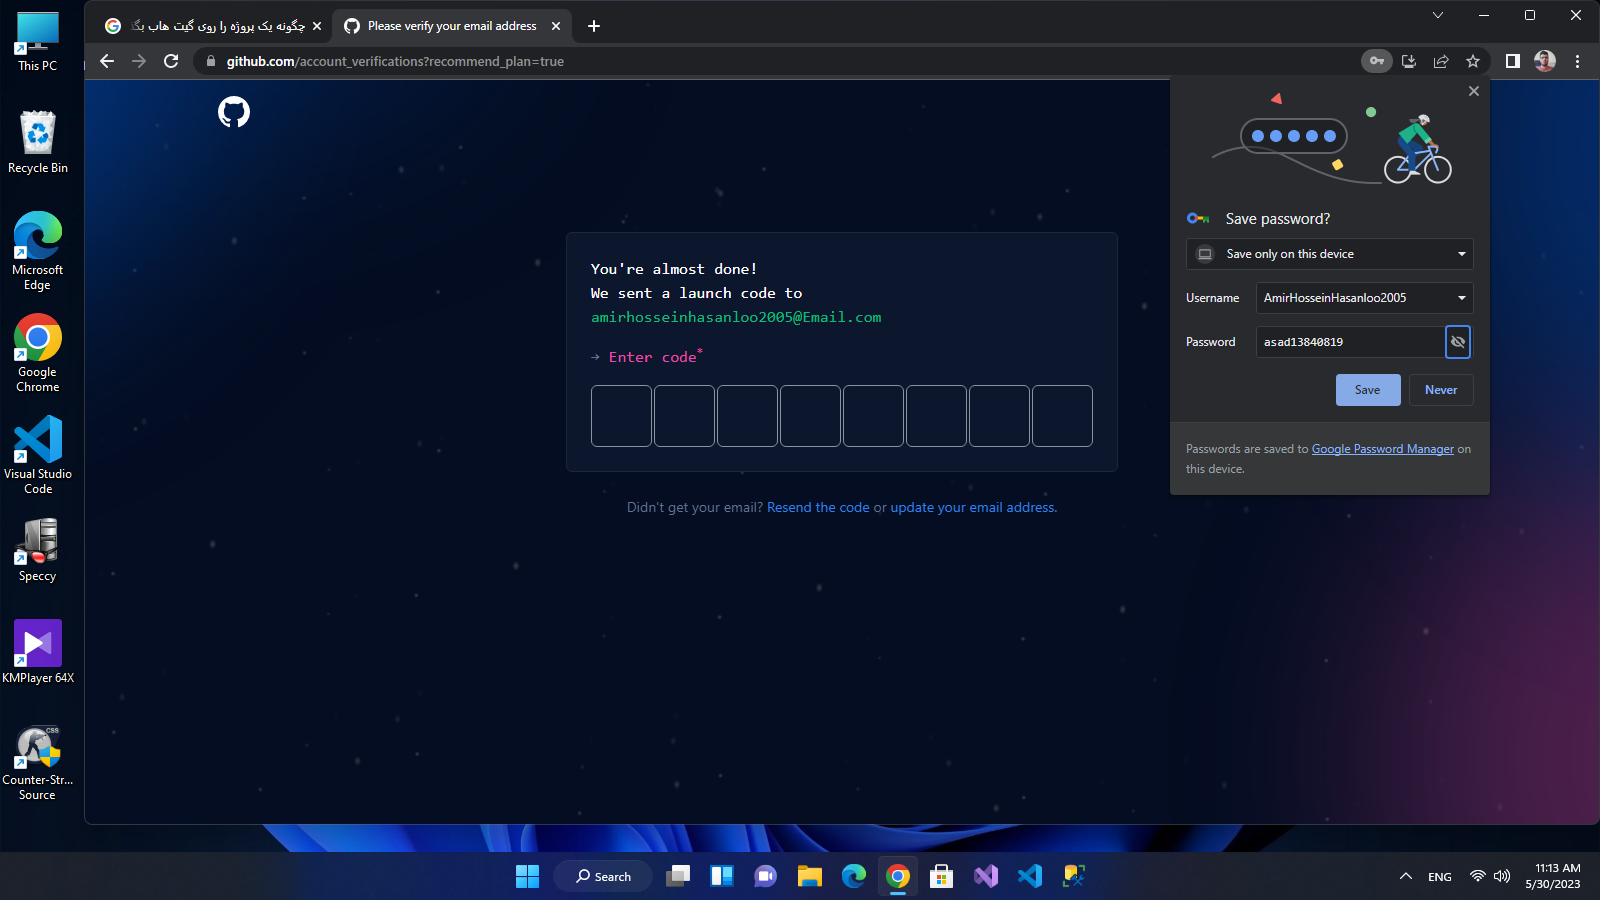 This PC
Recycle Bin
Microsoft
Edge
Google
Chrome
Visual Studio
Code
Speccy
KMPlayer 64X
CSS
Counter-Str...
Source
چگونه یک پروژه را روی گیت هاب بگذ
Please verify your email address
github.com/account_verifications?recommend_plan=true
You're almost done!
We sent a launch code to
amirhosseinhasanloo2005@Email.com
→ Enter code*
Didn't get your email? Resend the code or update your email address.
Save password?
Save only on this device
Username AmirHosseinHasanloo2005
Password asad13840819
Save Never
Passwords are saved to Google Password Manager on
this device.
Search
ENG
11:13 AM
5/30/2023